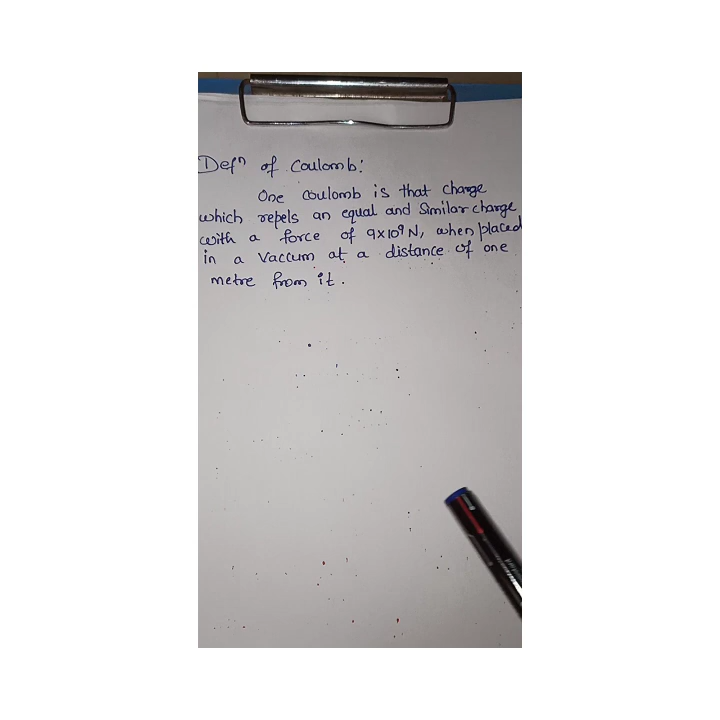 Defⁿ of Coulomb:
One coulomb is that charge
which repels an equal and Similar charge
with a force of 9x10⁹ N, when placed
in a vaccum at a distance of one
metre from it.